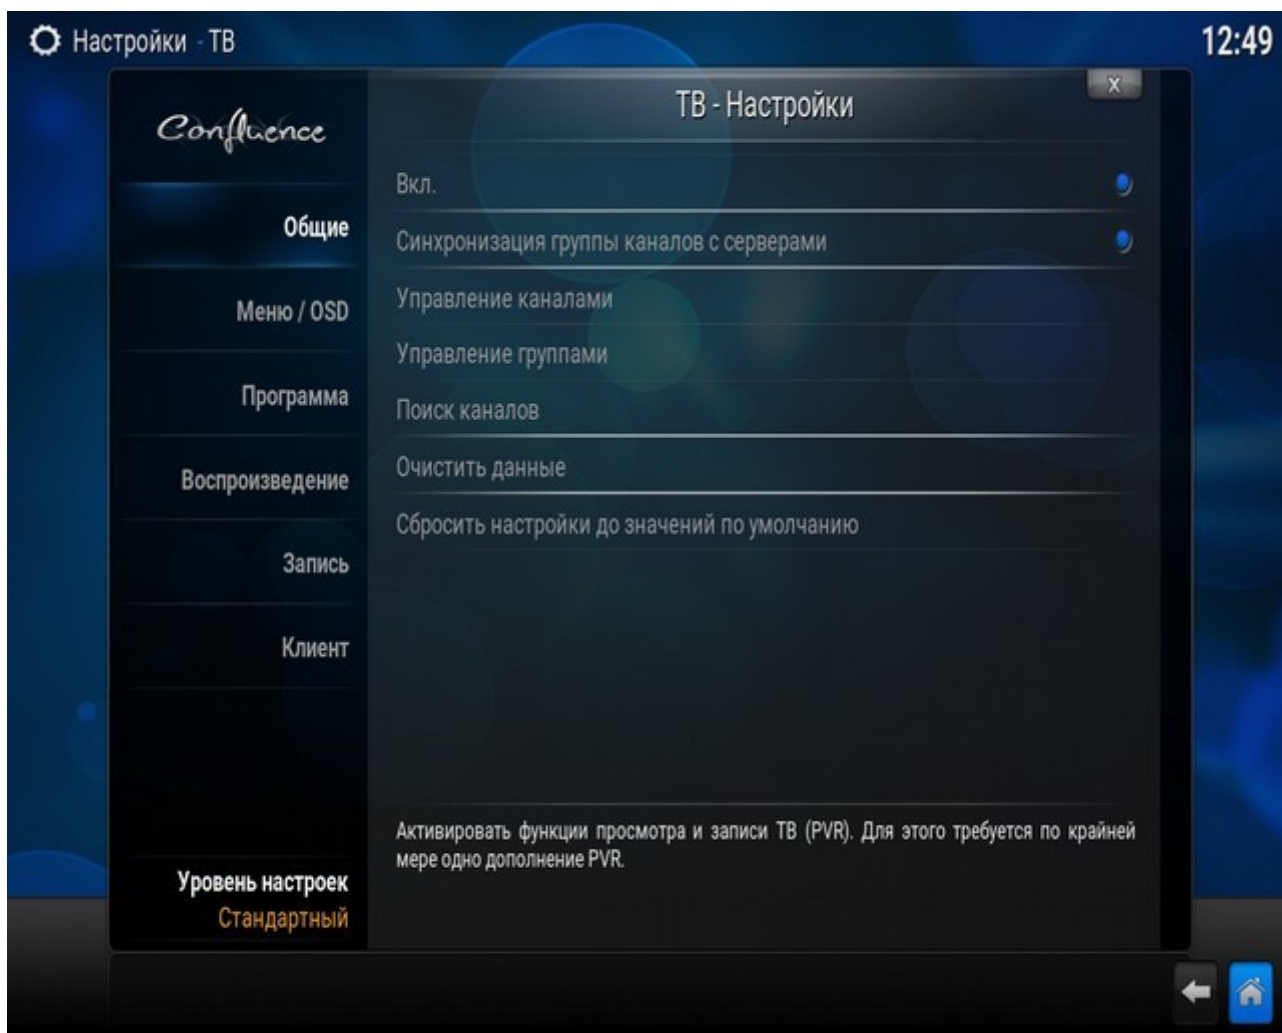 Настройки - ТВ
12:49
Confluence
ТВ - Настройки
X
Общие
Меню / OSD
Программа
Воспроизведение
Запись
Клиент
Уровень настроек
Стандартный
Вкл.
Синхронизация группы каналов с серверами
Управление каналами
Управление группами
Поиск каналов
Очистить данные
Сбросить настройки до значений по умолчанию
Активировать функции просмотра и записи ТВ (PVR). Для этого требуется по крайней
мере одно дополнение PVR.